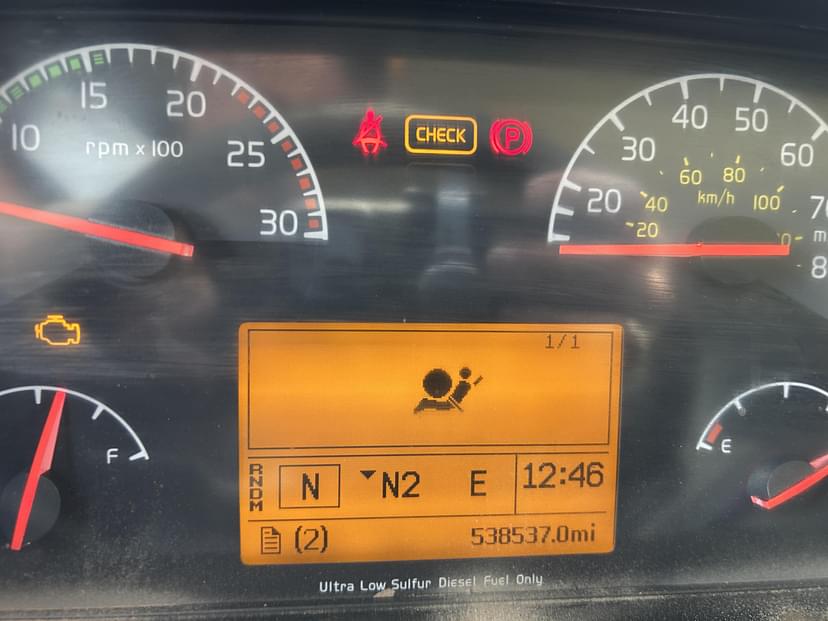 10 15 20 25 30
rpm x 100
CHECK
P
20 30 40 50 60
20 40 60 80 100
km/h
F
E
1/1
R
N
D
M
N
N2
E
12:46
(2)
538537.0mi
Ultra Low Sulfur Diesel Fuel Only